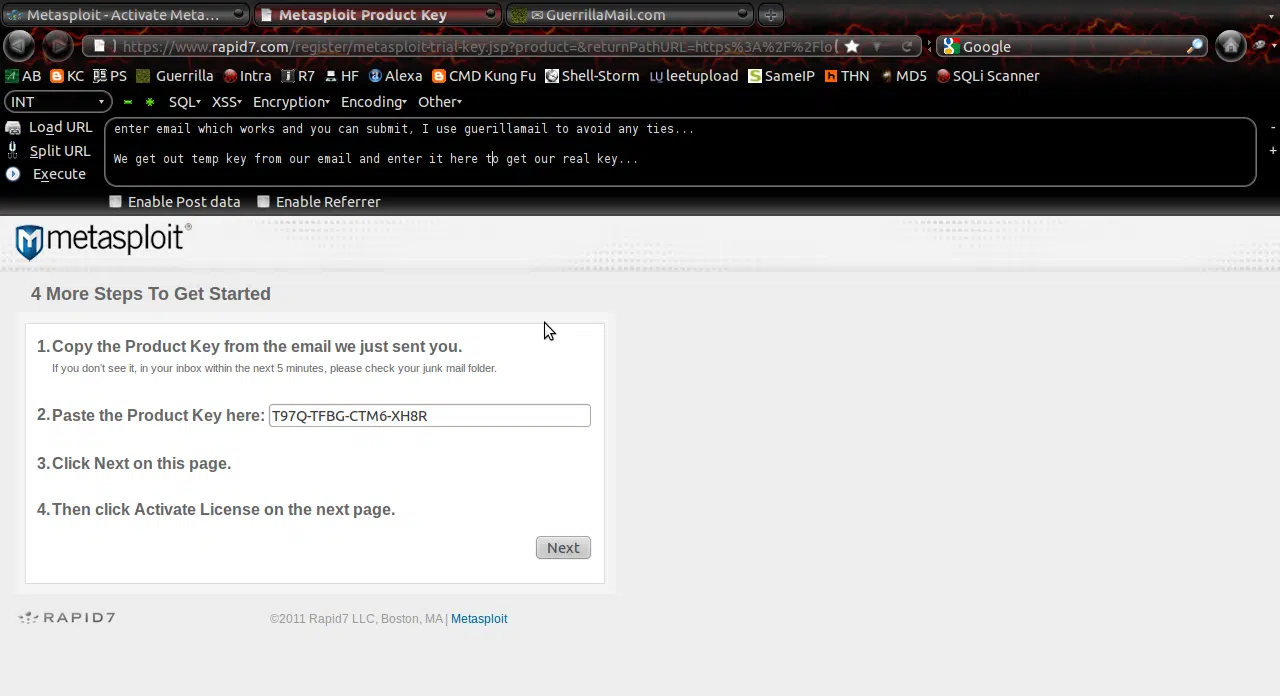 Metasploit - Activate Meta...
Metasploit Product Key
GuerrillaMail.com
https://www.rapid7.com/register/metasploit-trial-key.jsp?product=&returnPathURL=https%3A%2F%2Flo
Google
AB KC PS Guerrilla Intra R7 HF Alexa CMD Kung Fu Shell-Storm leetupload SameIP THN MD5 SQLi Scanner
INT SQL XSS Encryption Encoding Other
Load URL
Split URL
Execute
enter email which works and you can submit, I use guerillamail to avoid any ties...
We get out temp key from our email and enter it here to get our real key...
Enable Post data Enable Referrer
metasploit®
4 More Steps To Get Started
1. Copy the Product Key from the email we just sent you.
If you don't see it, in your inbox within the next 5 minutes, please check your junk mail folder.
2. Paste the Product Key here: T97Q-TFBG-CTM6-XH8R
3. Click Next on this page.
4. Then click Activate License on the next page.
Next
RAPID7
©2011 Rapid7 LLC, Boston, MA | Metasploit